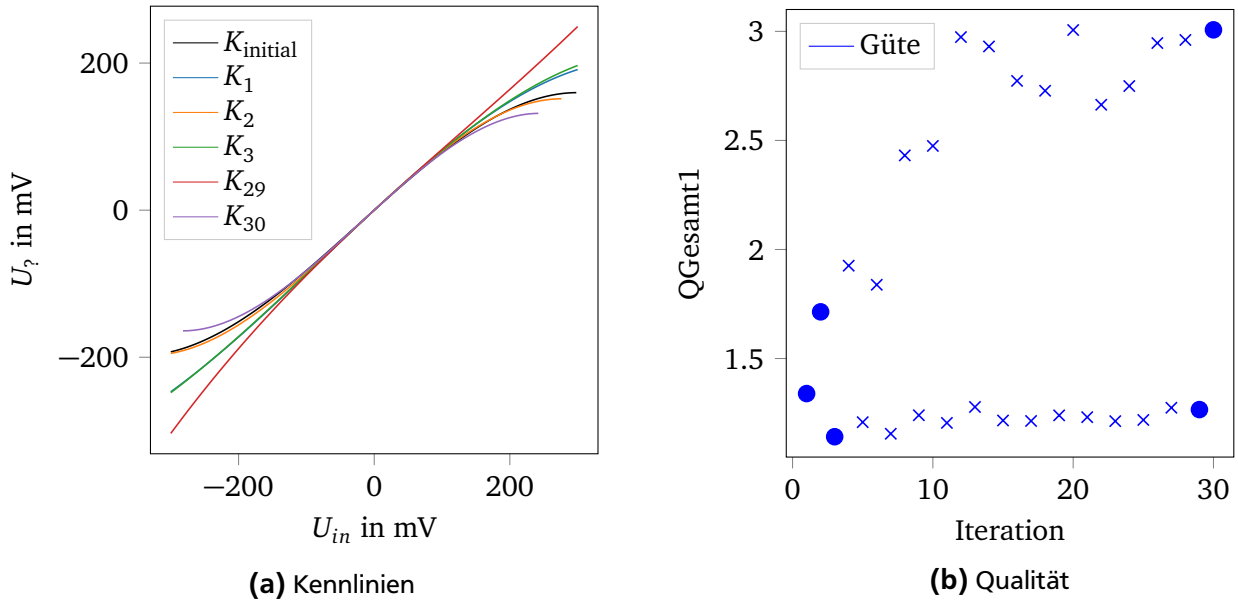 K_initial
K_1
K_2
K_3
K_29
K_30
200
0
−200
U_? in mV
−200
0
200
U_in in mV
(a) Kennlinien
Güte
3
2.5
2
1.5
QGesamt1
0
10
20
30
Iteration
(b) Qualität